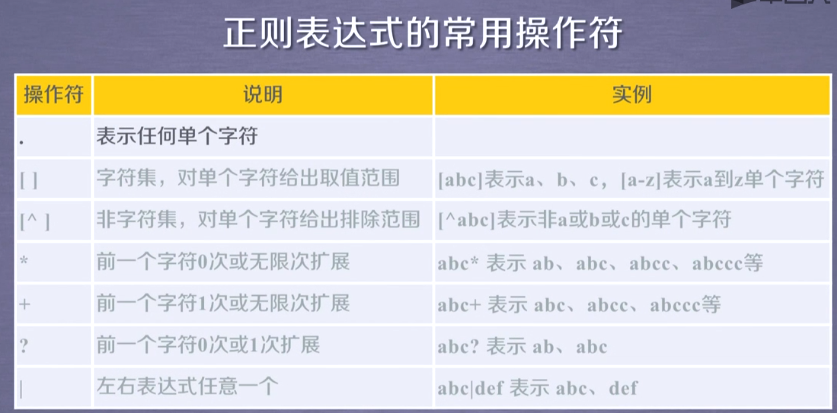 正则表达式的常用操作符
操作符 说明 实例
. 表示任何单个字符
[ ] 字符集，对单个字符给出取值范围 [abc]表示a、b、c，[a-z]表示a到z单个字符
[^ ] 非字符集，对单个字符给出排除范围 [^abc]表示非a或b或c的单个字符
* 前一个字符0次或无限次扩展 abc* 表示 ab、abc、abcc、abccc等
+ 前一个字符1次或无限次扩展 abc+ 表示 abc、abcc、abccc等
? 前一个字符0次或1次扩展 abc? 表示 ab、abc
| 左右表达式任意一个 abc|def 表示 abc、def